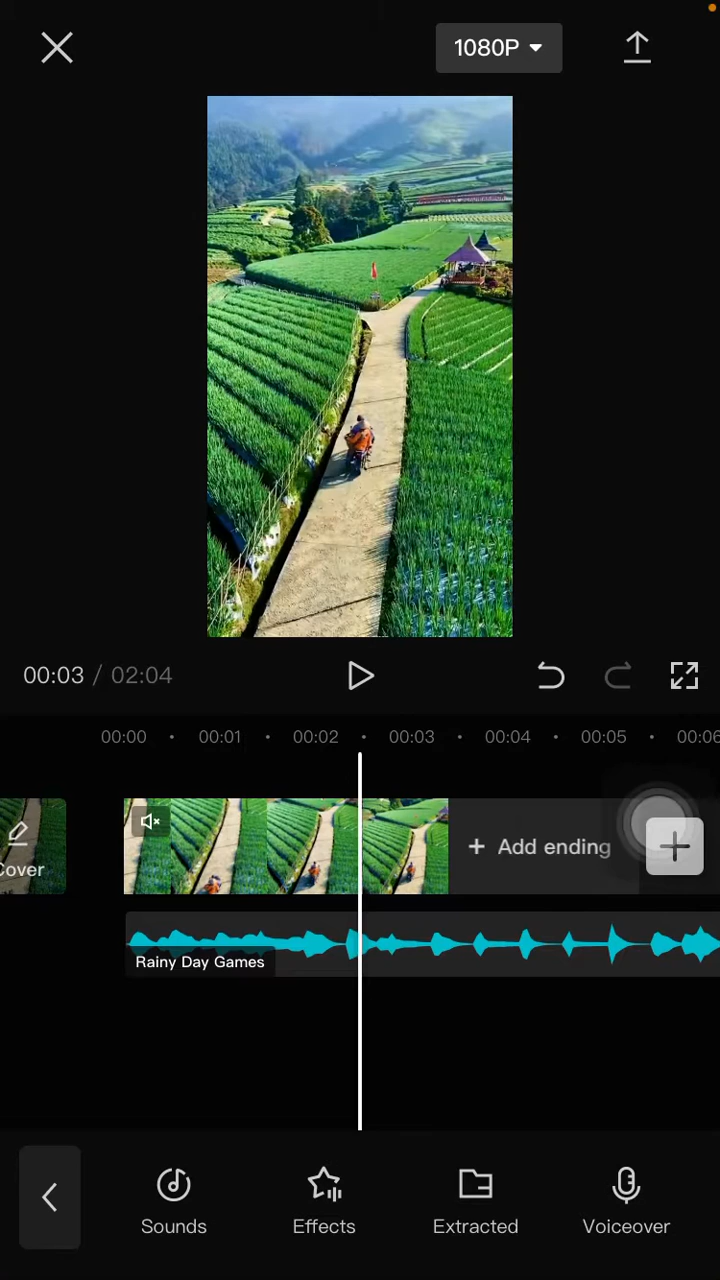 1080P
00:03 / 02:04
00:00 00:01 00:02 00:03 00:04 00:05 00:06
Cover
+ Add ending
Rainy Day Games
Sounds Effects Extracted Voiceover